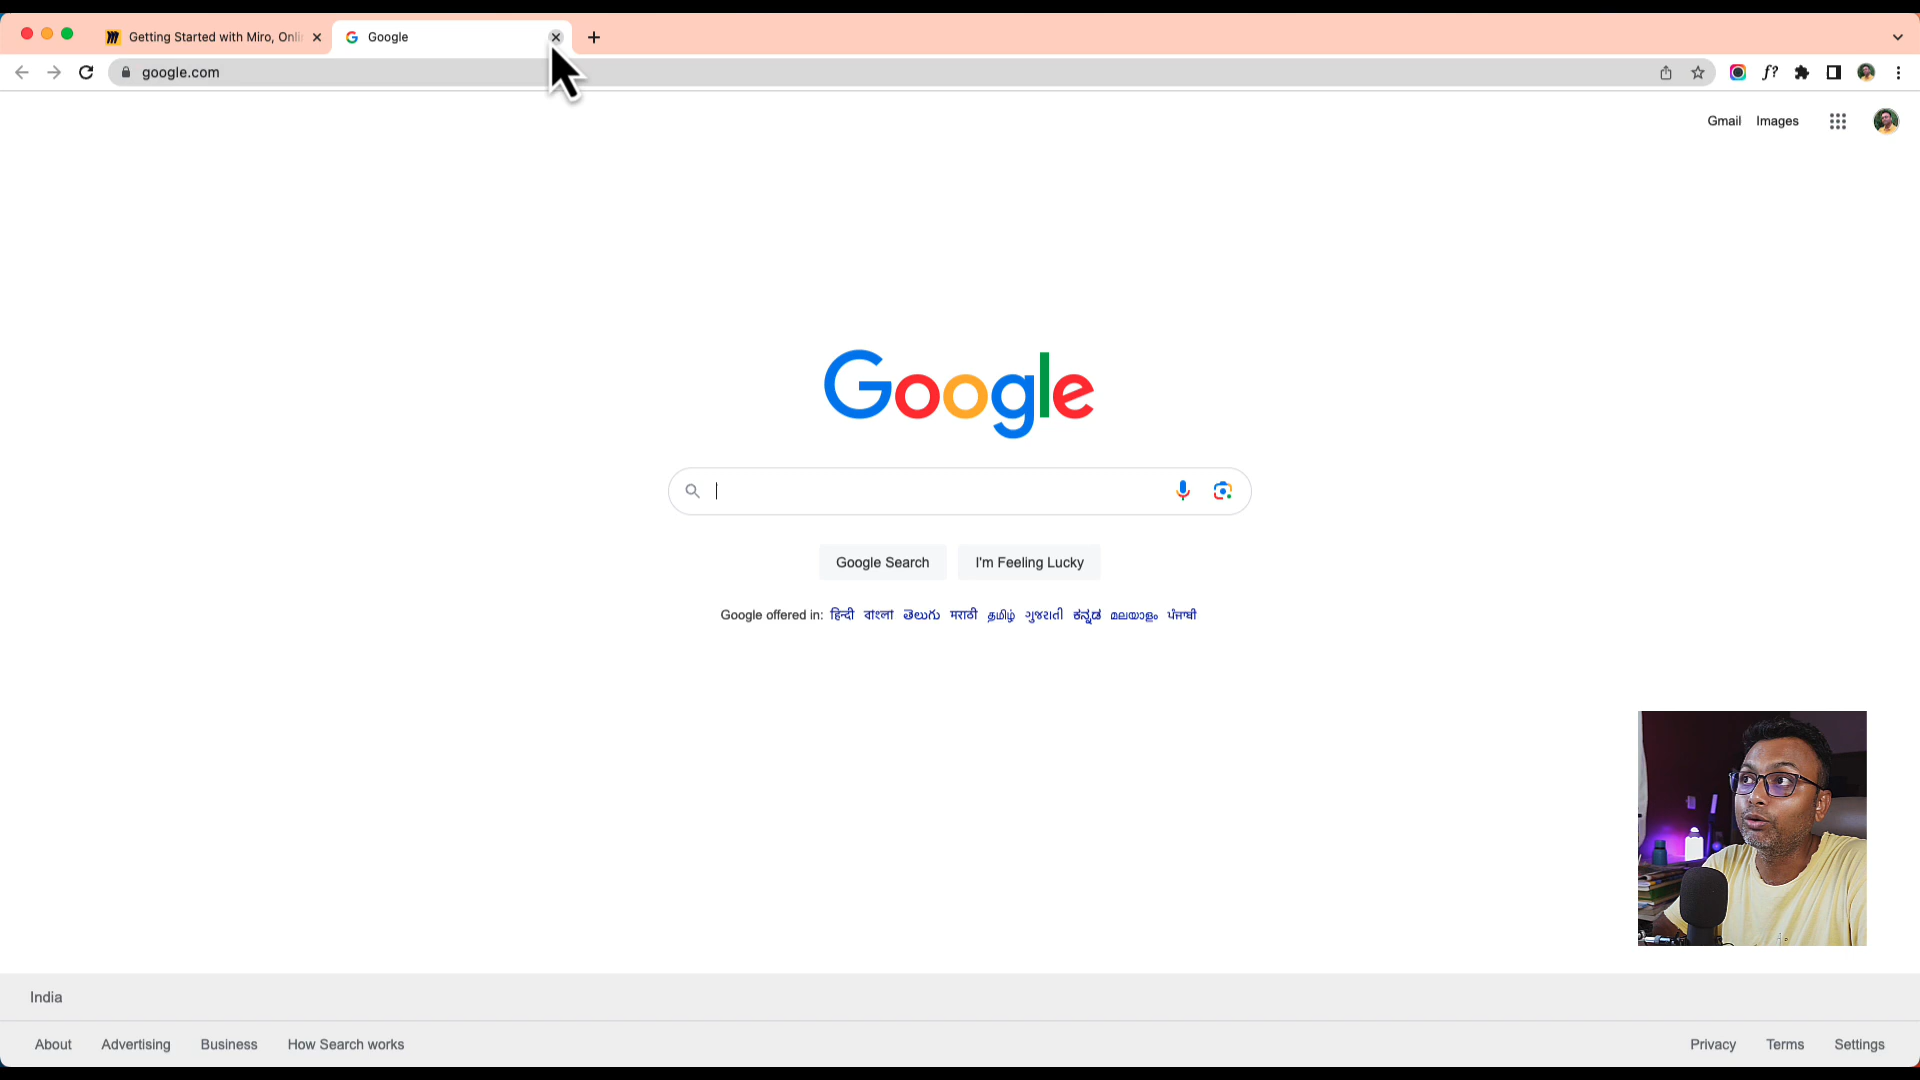 Getting Started with Miro, Onli
Google
google.com
Gmail Images
Google
Google Search I'm Feeling Lucky
Google offered in: हिन्दी বাংলা తెలుగు मराठी தமிழ் ગુજરાતી ಕನ್ನಡ മലയാളം ਪੰਜਾਬੀ
India
About Advertising Business How Search works
Privacy Terms Settings